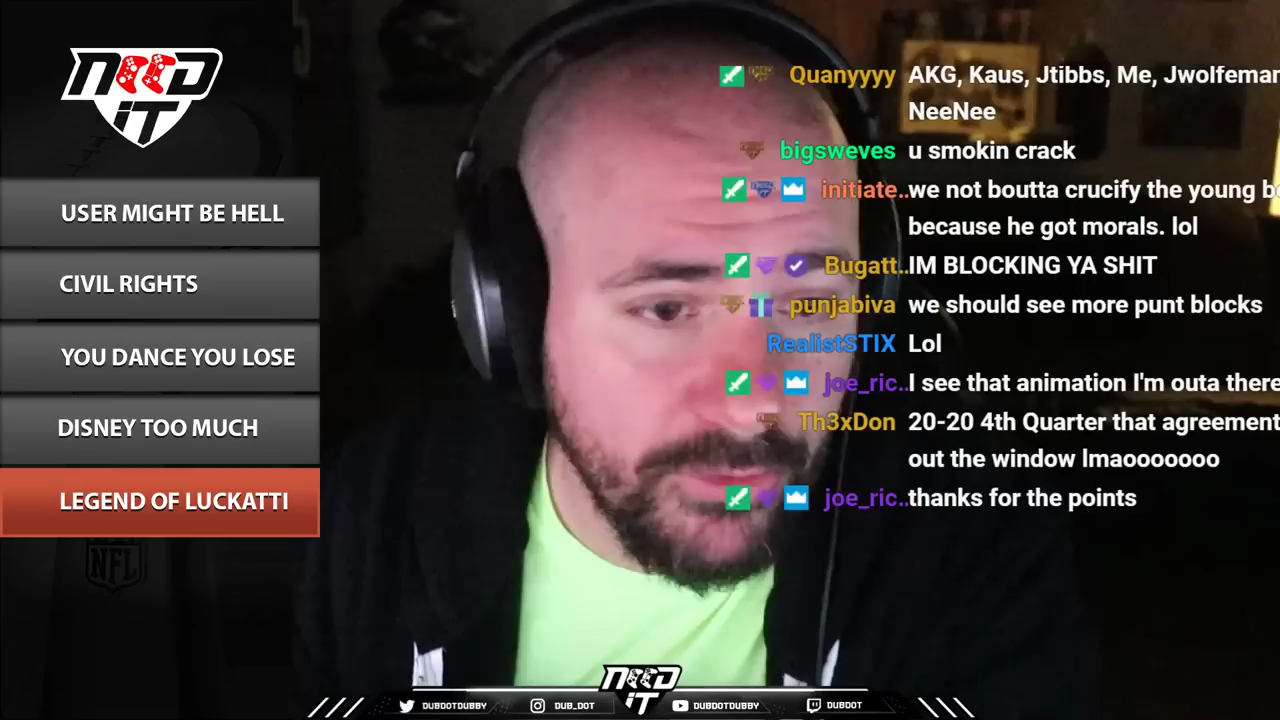 NEED
iT
USER MIGHT BE HELL
CIVIL RIGHTS
YOU DANCE YOU LOSE
DISNEY TOO MUCH
LEGEND OF LUCKATTI
NFL
Quanyyyy AKG, Kaus, Jtibbs, Me, Jwolfeman
NeeNee
bigsweves u smokin crack
initiate.. we not boutta crucify the young
because he got morals. lol
Bugatt.. IM BLOCKING YA SHIT
punjabiva we should see more punt blocks
RealistSTIX Lol
joe_ric.. I see that animation I'm outa there
Th3xDon 20-20 4th Quarter that agreement
out the window lmaooooooo
joe_ric.. thanks for the points
NEED
iT
DUBDOTDUBBY DUB_DOT DUBDOTDUBBY DUBDOT